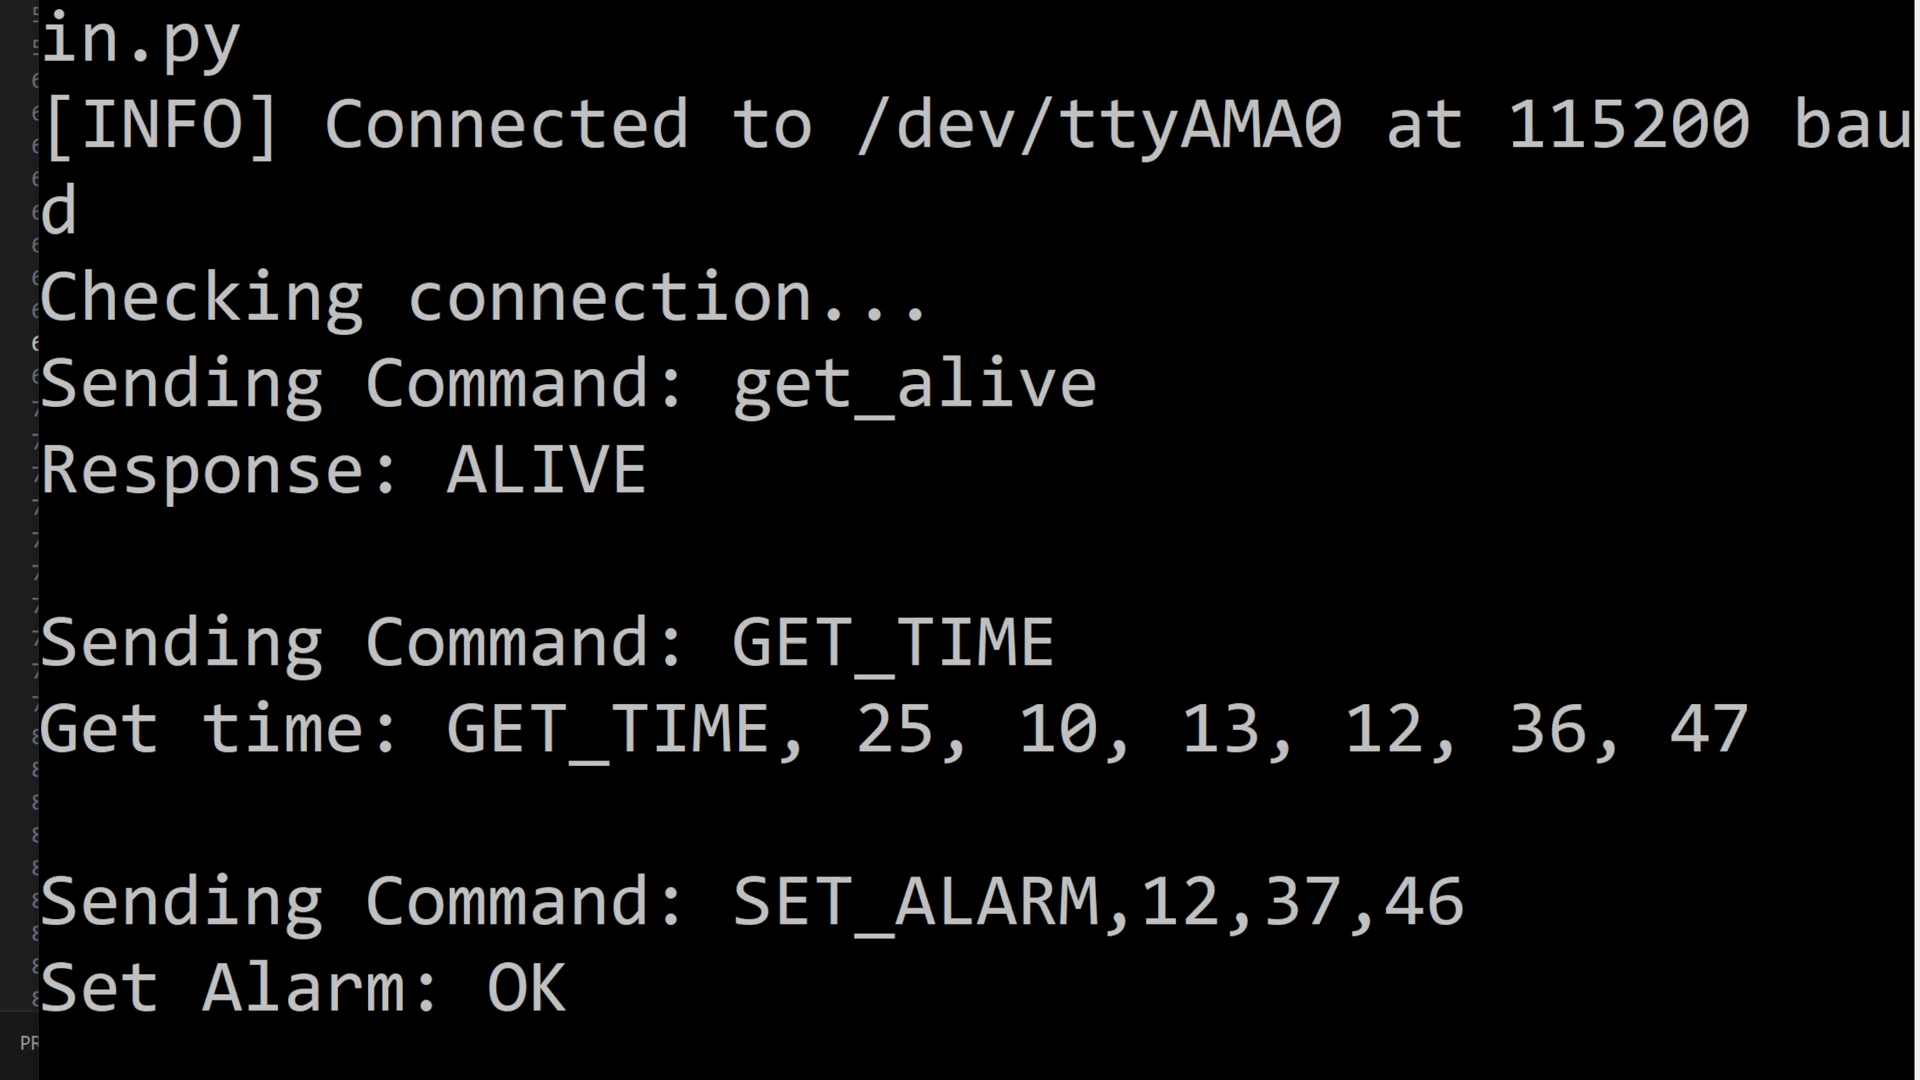 in.py
[INFO] Connected to /dev/ttyAMA0 at 115200 bau
d
Checking connection...
Sending Command: get_alive
Response: ALIVE
Sending Command: GET_TIME
Get time: GET_TIME, 25, 10, 13, 12, 36, 47
Sending Command: SET_ALARM,12,37,46
Set Alarm: OK
PR